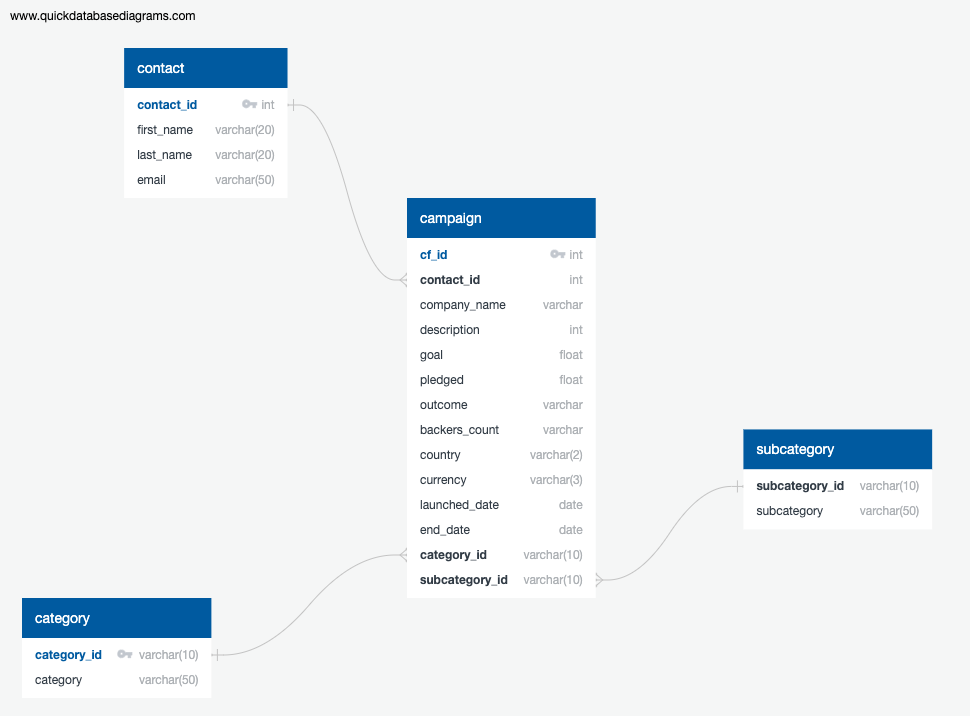 www.quickdatabasediagrams.com
contact
contact_id int
first_name varchar(20)
last_name varchar(20)
email varchar(50)
campaign
cf_id int
contact_id int
company_name varchar
description int
goal float
pledged float
outcome varchar
backers_count varchar
country varchar(2)
currency varchar(3)
launched_date date
end_date date
category_id varchar(10)
subcategory_id varchar(10)
subcategory
subcategory_id varchar(10)
subcategory varchar(50)
category
category_id varchar(10)
category varchar(50)